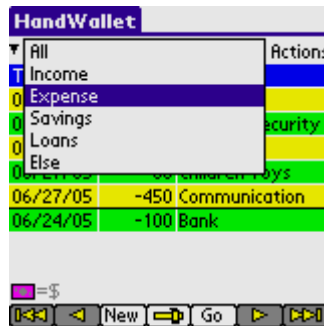 HandWallet
All
Action:
Income
Expense
Savings
ecurity
Loans
Else
06/27/05 -450 Communication
06/24/05 -100 Bank
=$
New
Go